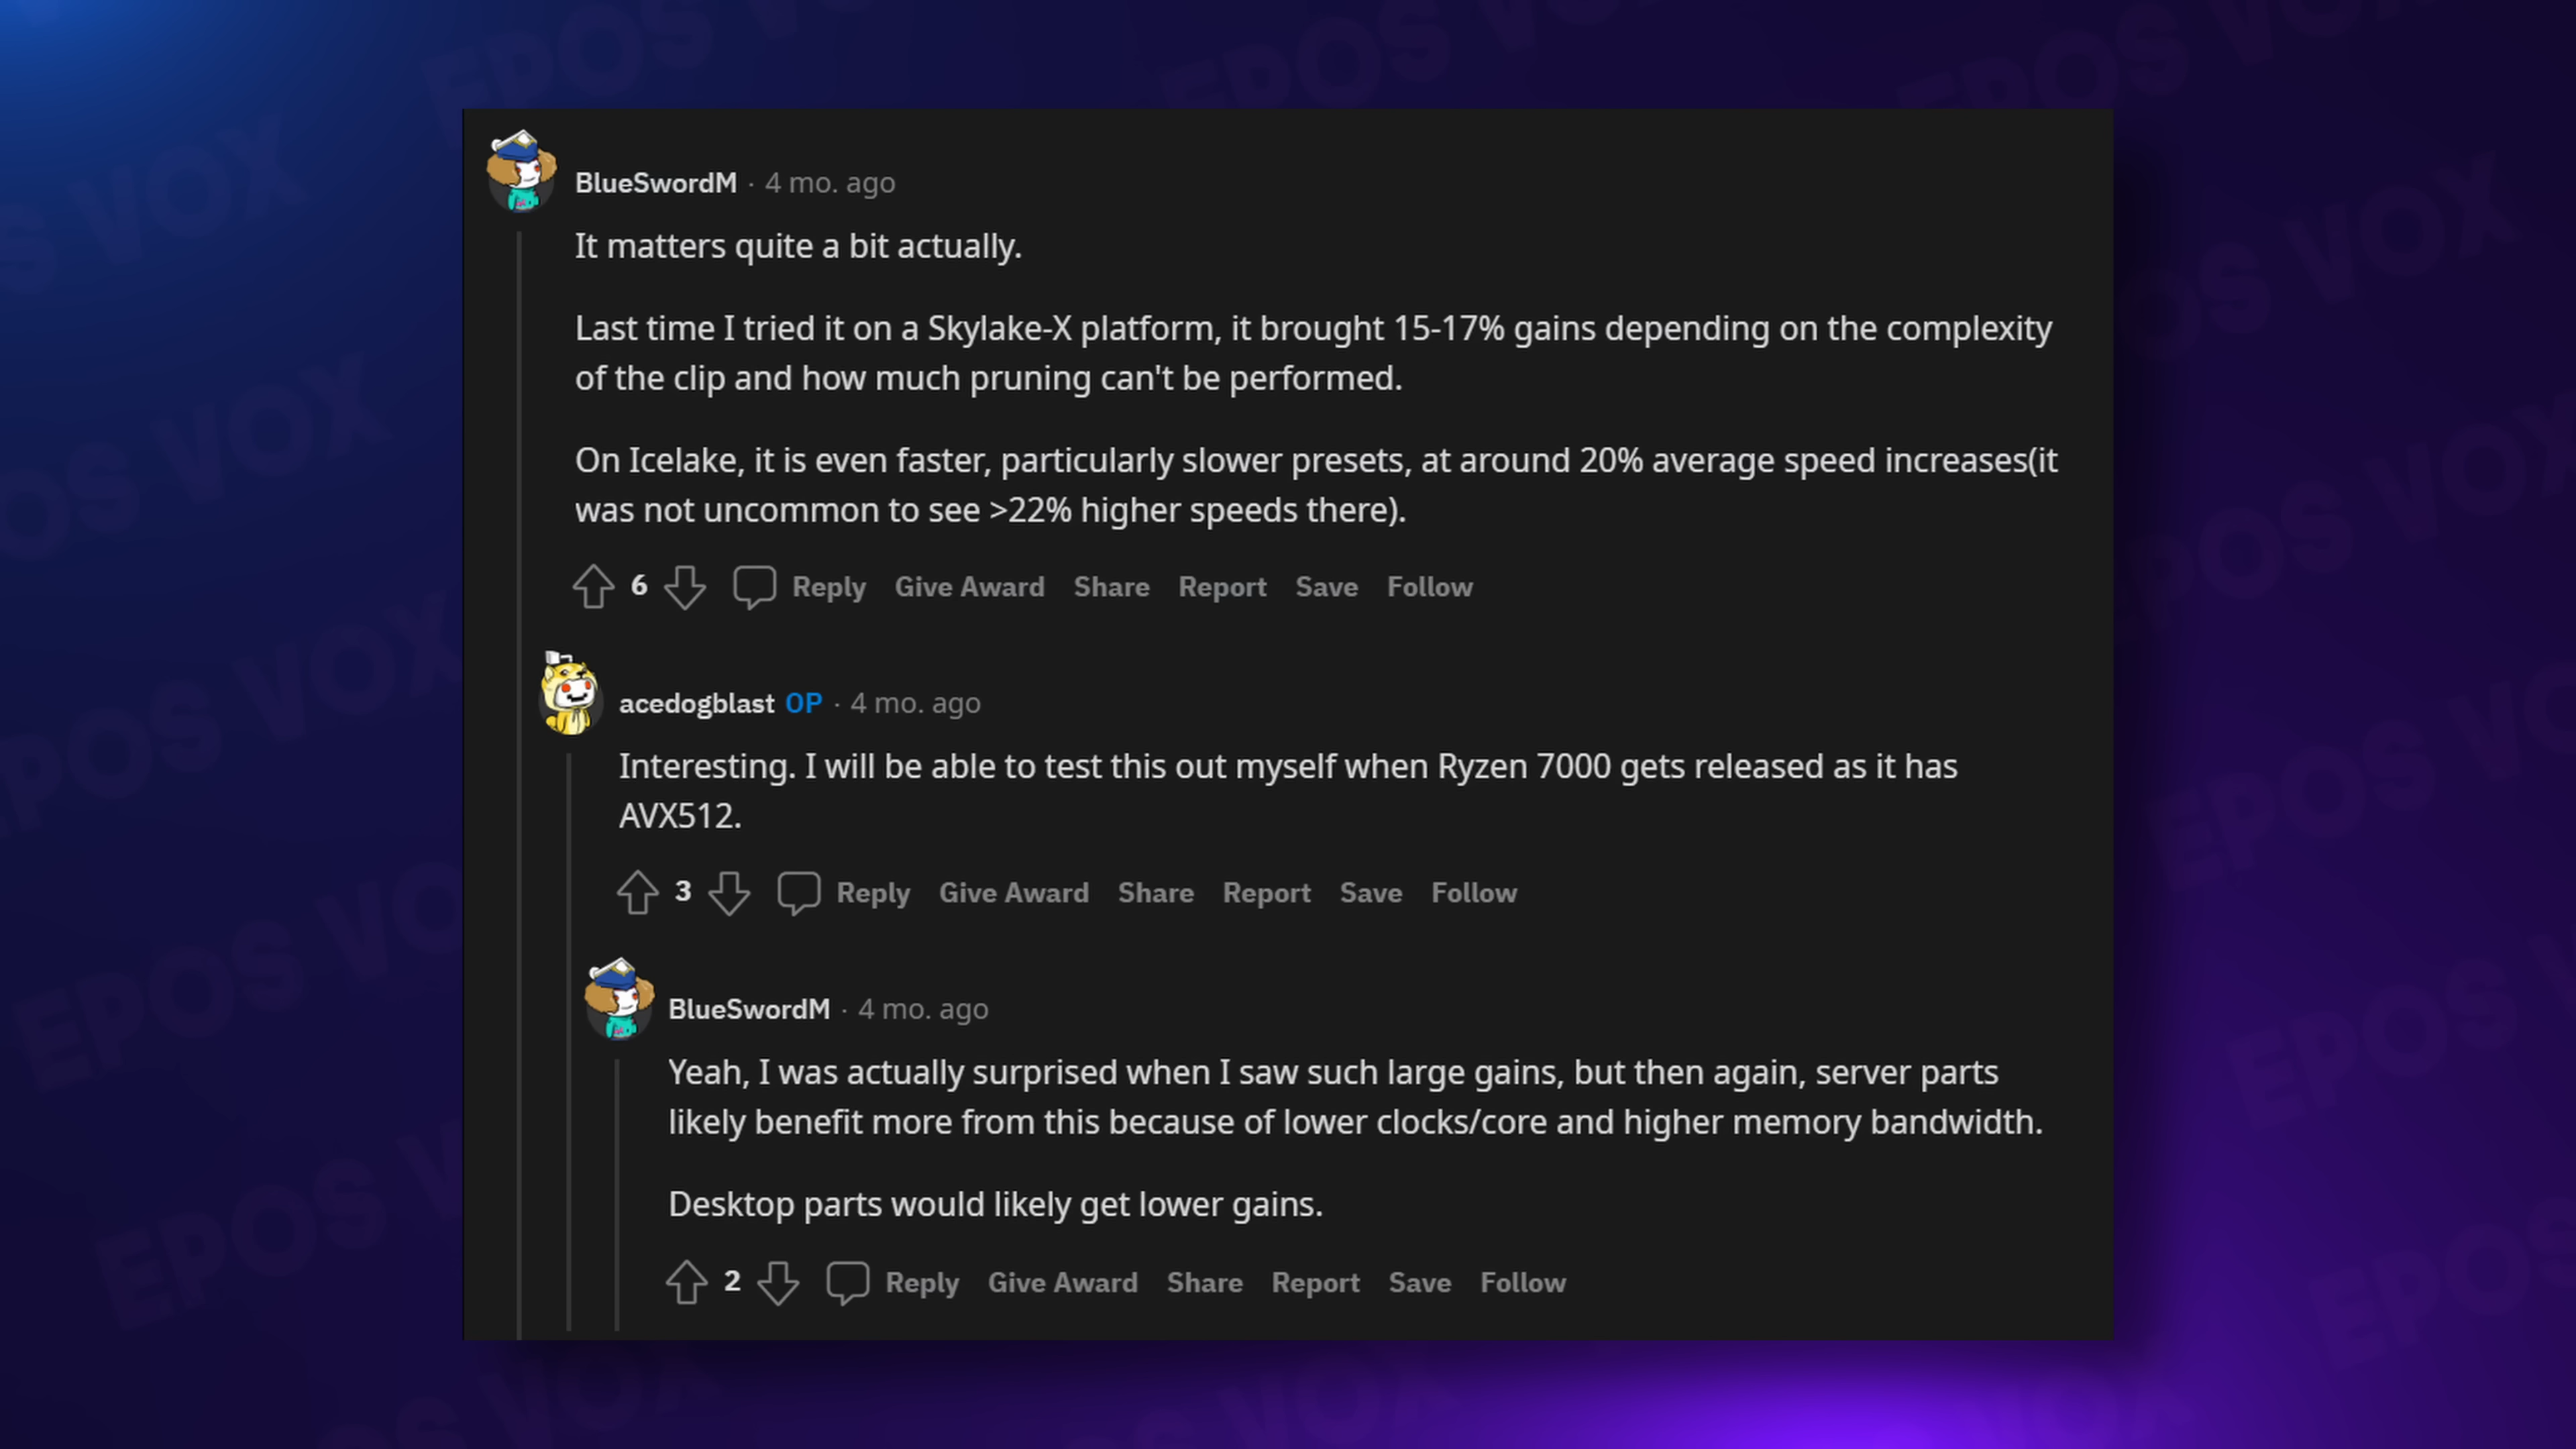 BlueSwordM · 4 mo. ago
It matters quite a bit actually.
Last time I tried it on a Skylake-X platform, it brought 15-17% gains depending on the complexity
of the clip and how much pruning can't be performed.
On Icelake, it is even faster, particularly slower presets, at around 20% average speed increases(it
was not uncommon to see >22% higher speeds there).
6 Reply Give Award Share Report Save Follow
acedogblast OP · 4 mo. ago
Interesting. I will be able to test this out myself when Ryzen 7000 gets released as it has
AVX512.
3 Reply Give Award Share Report Save Follow
BlueSwordM · 4 mo. ago
Yeah, I was actually surprised when I saw such large gains, but then again, server parts
likely benefit more from this because of lower clocks/core and higher memory bandwidth.
Desktop parts would likely get lower gains.
2 Reply Give Award Share Report Save Follow
EPOS VOX
EPOS VOX
EPOS VOX